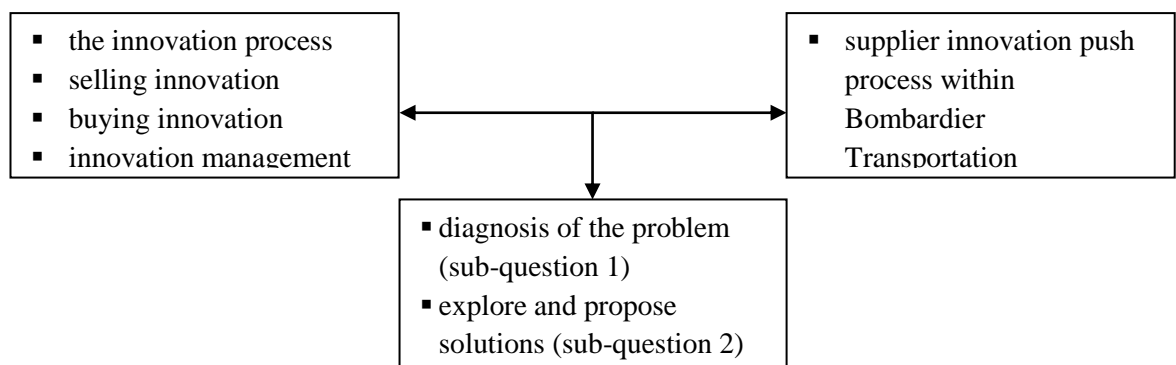 ▪ the innovation process
▪ selling innovation
▪ buying innovation
▪ innovation management
▪ supplier innovation push
process within
Bombardier
Transportation
▪ diagnosis of the problem
(sub-question 1)
▪ explore and propose
solutions (sub-question 2)